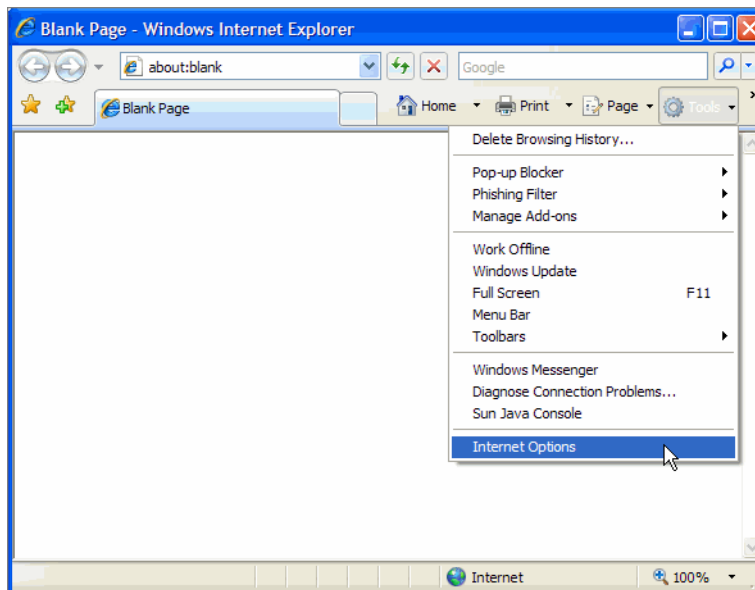 Blank Page - Windows Internet Explorer
about:blank
Google
Blank Page
Home
Print
Page
Tools
Delete Browsing History...
Pop-up Blocker
Phishing Filter
Manage Add-ons
Work Offline
Windows Update
Full Screen F11
Menu Bar
Toolbars
Windows Messenger
Diagnose Connection Problems...
Sun Java Console
Internet Options
Internet
100%